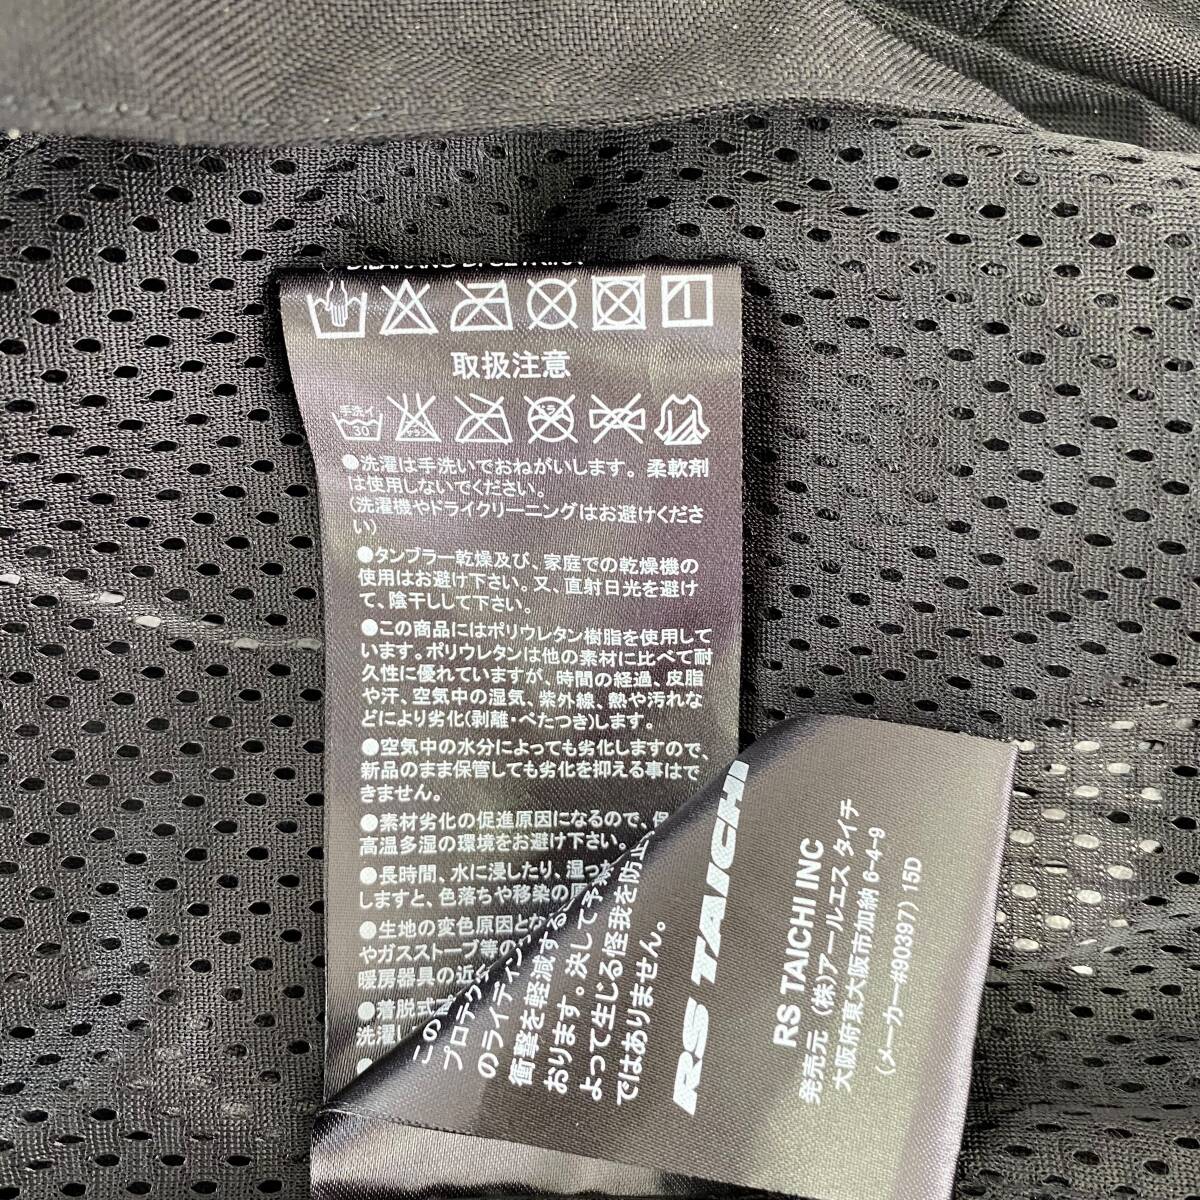 取扱注意
手洗イ
30
●洗濯は手洗いでおねがいします。柔軟剤
は使用しないでください。
(洗濯機やドライクリーニングはお避けくださ
い)
●タンブラー乾燥及び、家庭での乾燥機の
使用はお避け下さい。又、直射日光を避け
て、陰干しして下さい。
●この商品にはポリウレタン樹脂を使用して
います。ポリウレタンは他の素材に比べて耐
久性に優れていますが、時間の経過、皮脂
や汗、空気中の湿気、紫外線、熱や汚れな
どにより劣化(剥離・べたつき)します。
●空気中の水分によっても劣化しますので、
新品のまま保管しても劣化を抑える事はで
きません。
●素材劣化の促進原因になるので、保
高温多湿の環境をお避け下さい。
●長時間、水に浸したり、湿っ
しますと、色落ちや移染の原
●生地の変色原因とな
やガスストーブ等の
暖房器具の近
●着脱式
洗濯し
この
プロテク
のライディン
衝撃を軽減する
おります。決して事
よって生じる怪我を防止
ではありません。
RS TAICHI
RS TAICHI INC
発売元 (株)アールエス タイチ
大阪府東大阪市加納 6-4-9
(メーカー#90397) 15D